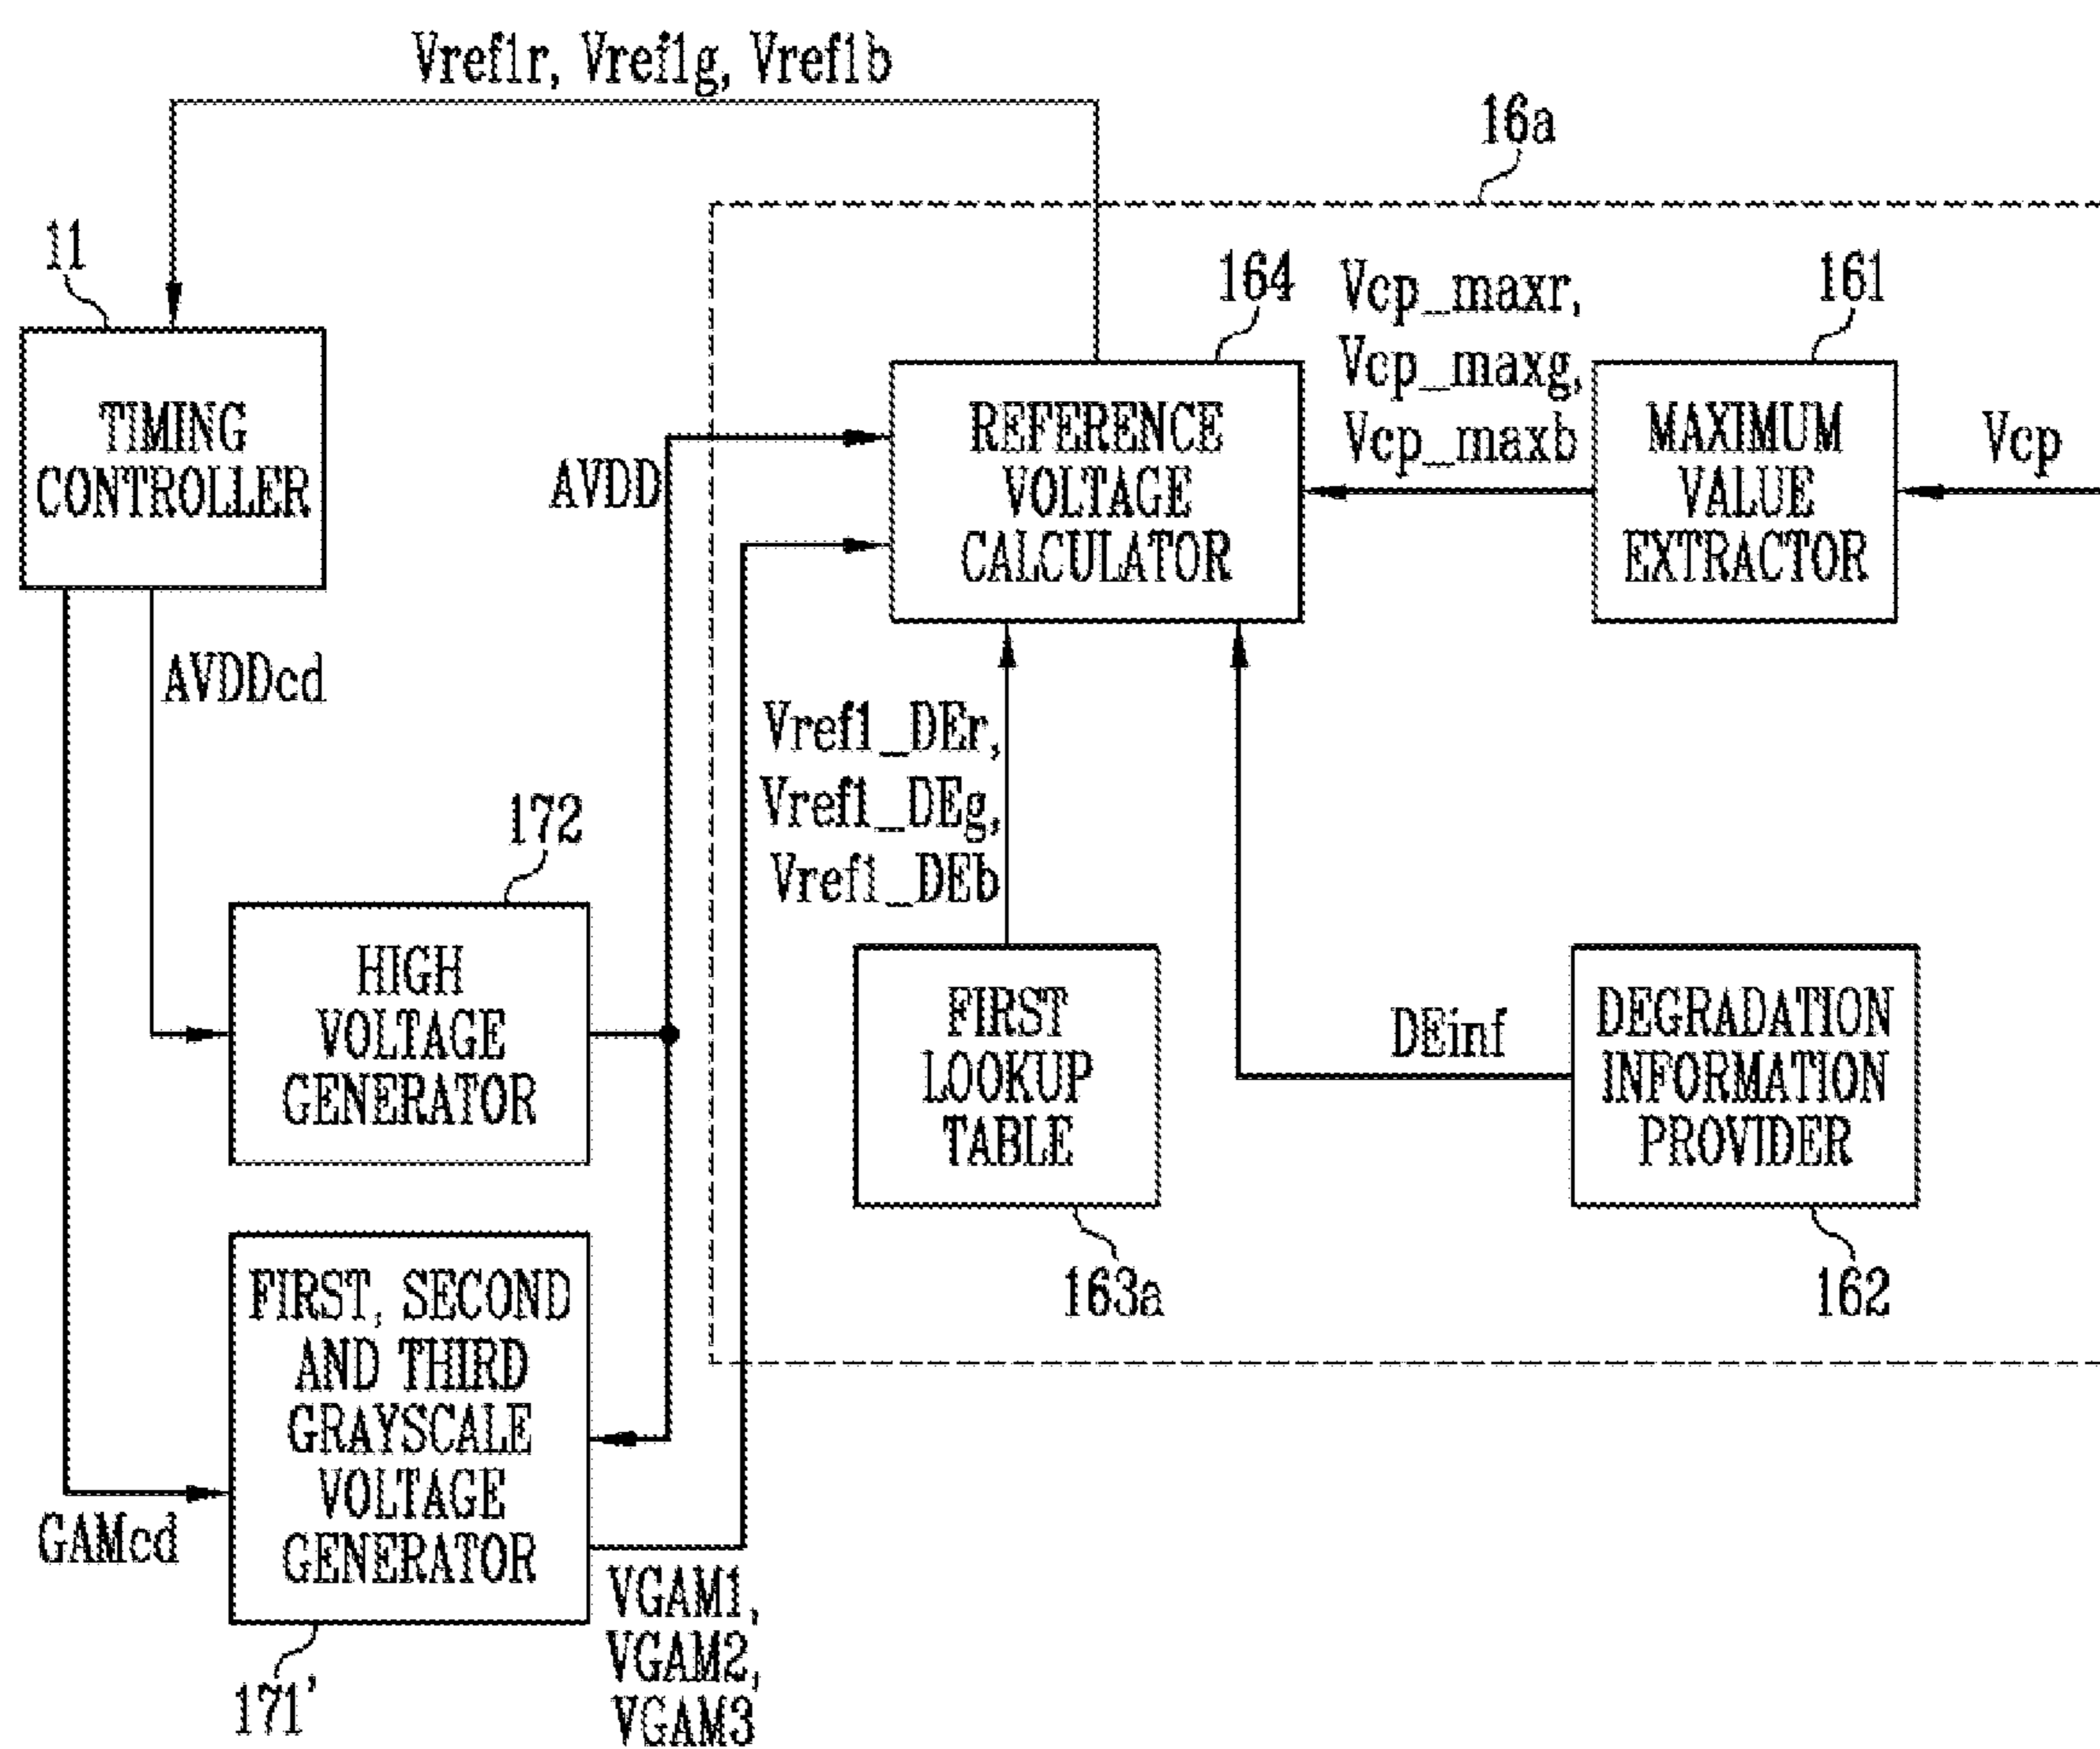 Vref1r, Vref1g, Vref1b
16a
11
164
Vcp_maxr,
Vcp_maxg,
Vcp_maxb
161
TIMING
CONTROLLER
AVDD
REFERENCE
VOLTAGE
CALCULATOR
MAXIMUM
VALUE
EXTRACTOR
Vcp
AVDDcd
Vref1_DEr,
Vref1_DEg,
Vref1_DEb
172
HIGH
VOLTAGE
GENERATOR
FIRST
LOOKUP
TABLE
DEinf
DEGRADATION
INFORMATION
PROVIDER
163a
162
FIRST, SECOND
AND THIRD
GRAYSCALE
VOLTAGE
GENERATOR
GAMcd
VGAM1,
VGAM2,
VGAM3
171'